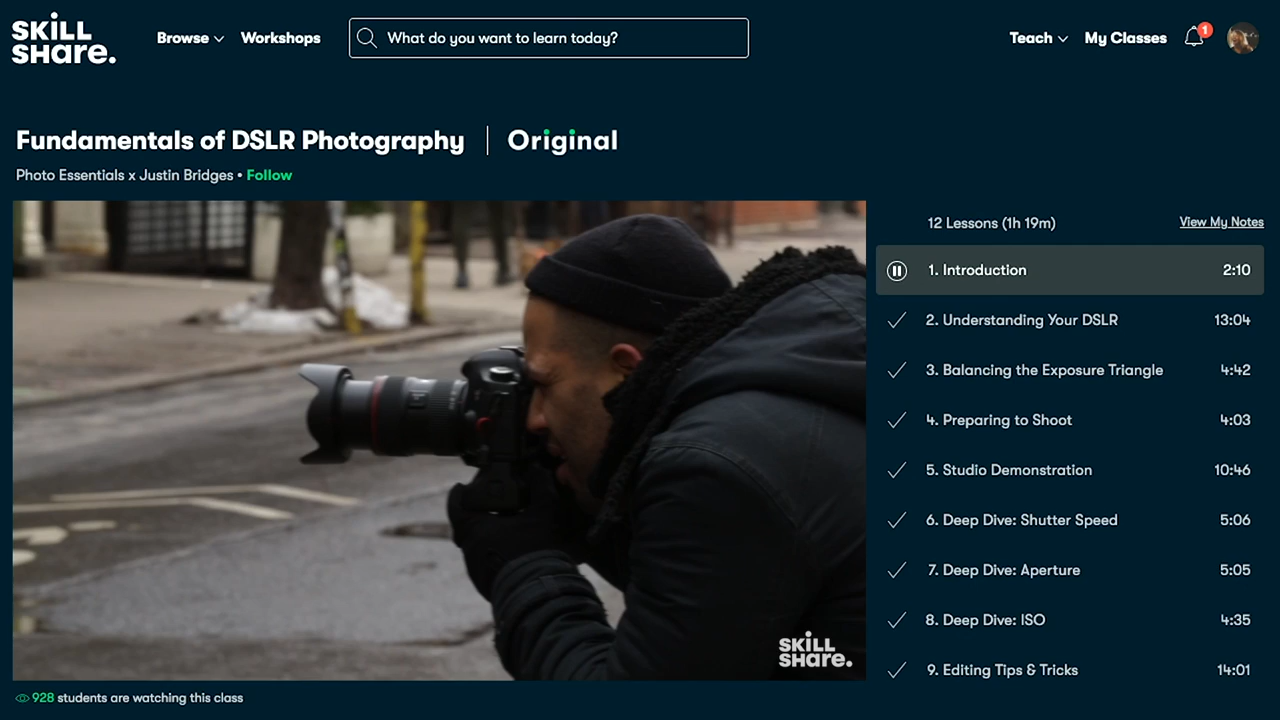 SKILL SHARE.
Browse
Workshops
What do you want to learn today?
Teach
My Classes
1
Fundamentals of DSLR Photography | Original
Photo Essentials x Justin Bridges • Follow
12 Lessons (1h 19m)
View My Notes
1. Introduction 2:10
2. Understanding Your DSLR 13:04
3. Balancing the Exposure Triangle 4:42
4. Preparing to Shoot 4:03
5. Studio Demonstration 10:46
6. Deep Dive: Shutter Speed 5:06
7. Deep Dive: Aperture 5:05
8. Deep Dive: ISO 4:35
9. Editing Tips & Tricks 14:01
SKILL SHARE.
928 students are watching this class